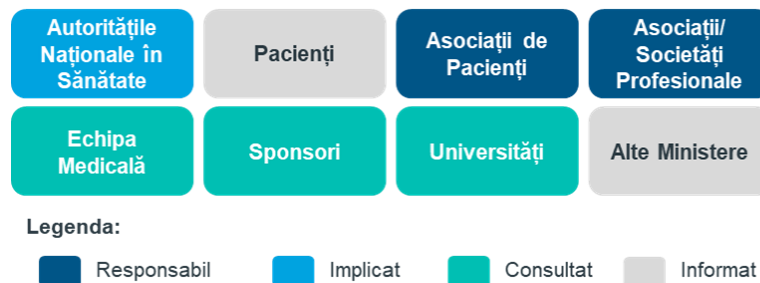 Autoritățile
Naționale în
Sănătate
Pacienți
Asociații de
Pacienți
Asociații/
Societăți
Profesionale
Echipa
Medicală
Sponsori
Universități
Alte Ministere
Legenda:
Responsabil
Implicat
Consultat
Informat